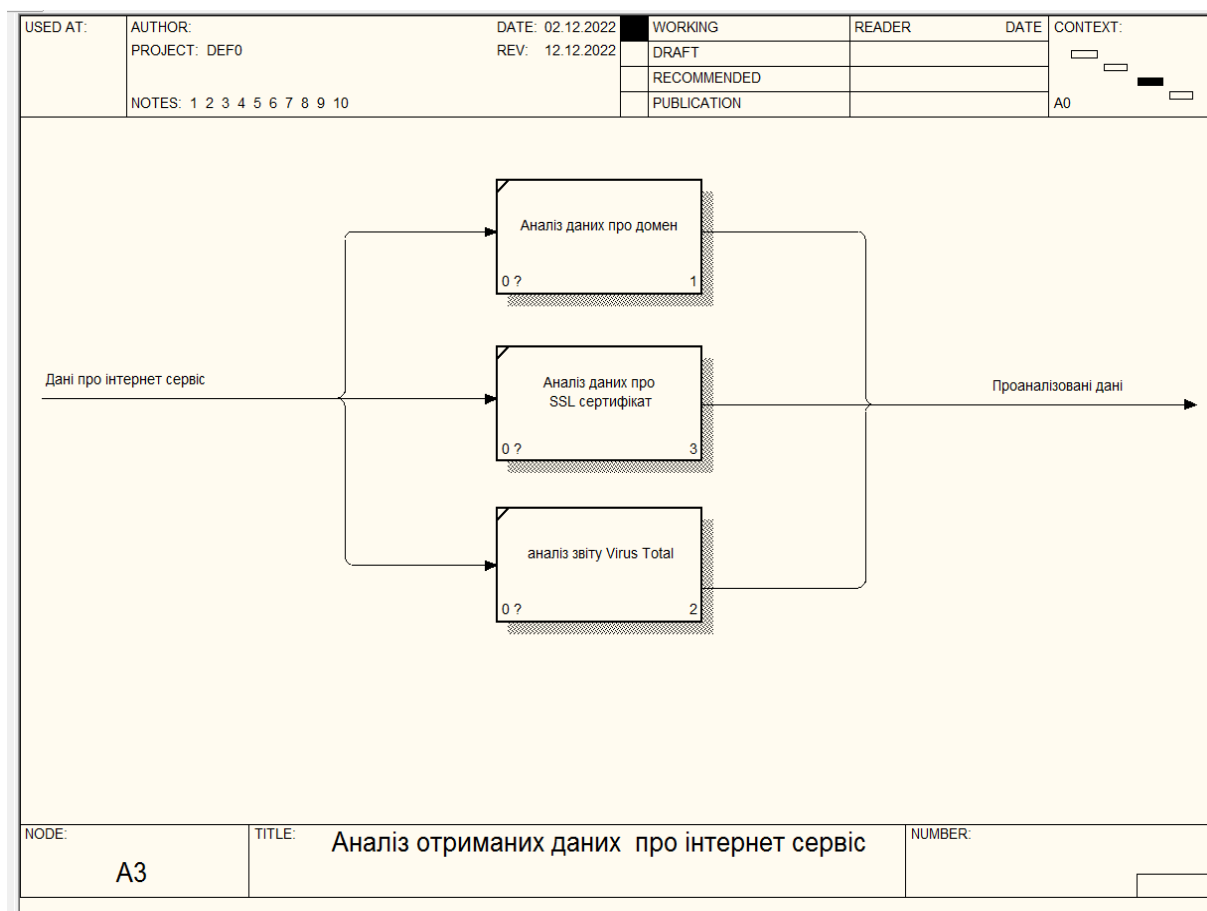 USED AT:
AUTHOR:
DATE: 02.12.2022
PROJECT: DEF0
REV: 12.12.2022
NOTES: 1 2 3 4 5 6 7 8 9 10
WORKING
DRAFT
RECOMMENDED
PUBLICATION
READER DATE
CONTEXT:
A0
Аналіз даних про домен
0 ? 1
Дані про інтернет сервіс
Аналіз даних про
SSL сертифікат
0 ? 3
Проаналізовані дані
аналіз звіту Virus Total
0 ? 2
NODE:
A3
TITLE:
Аналіз отриманих даних про інтернет сервіс
NUMBER: